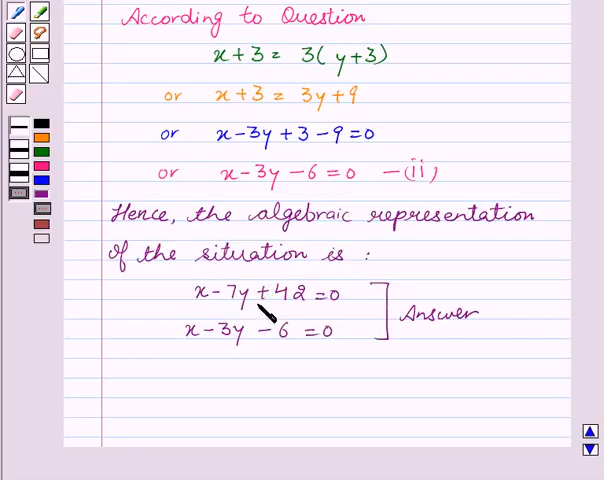 According to Question
x+3 = 3( y+3)
or x+3 = 3y+9
or x-3y+3-9=0
or x-3y-6=0 -(ii)
Hence, the algebraic representation
of the situation is :
x-7y+42=0
x-3y-6=0
Answer